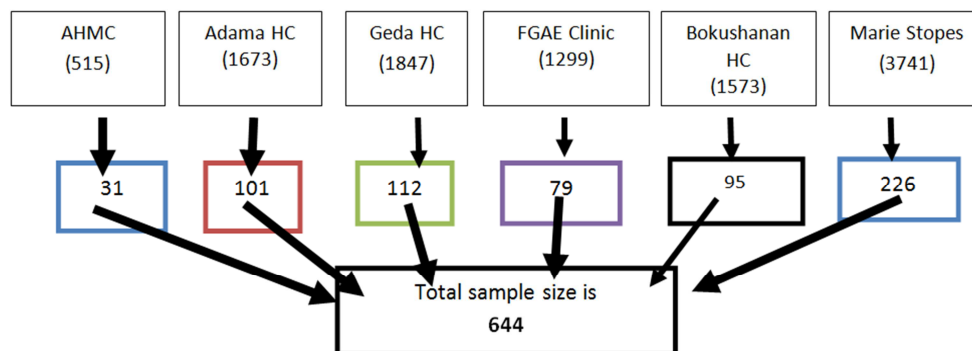 AHMC
(515)
Adama HC
(1673)
Geda HC
(1847)
FGAE Clinic
(1299)
Bokushanan
HC
(1573)
Marie Stopes
(3741)
31
101
112
79
95
226
Total sample size is
644